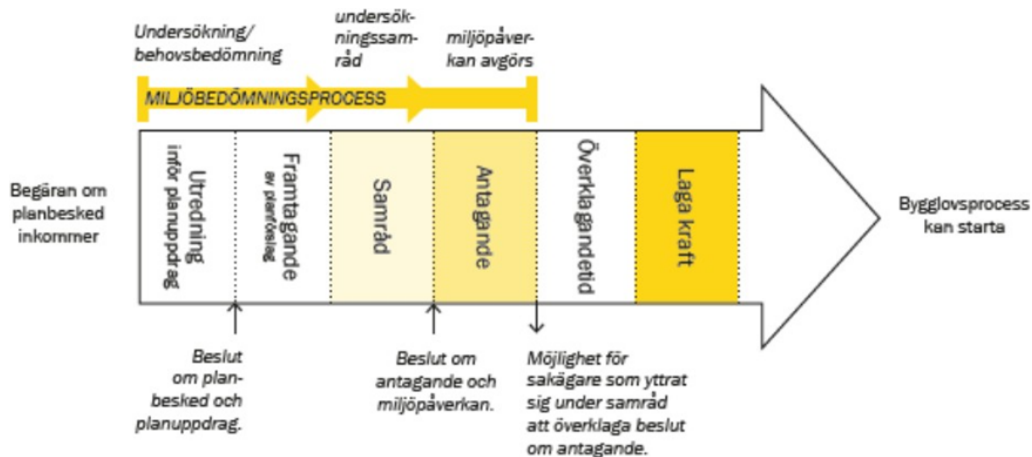 Undersökning/
behovsbedömning
undersök-
ningssam-
råd
miljöpåver-
kan avgörs
MILJÖBEDÖMNINGSPROCESS
Begäran om
planbesked
inkommer
Utredning
inför planuppdrag
Framtagande
av planförslag
Samråd
Antagande
Överklagandetid
Laga kraft
Bygglovsprocess
kan starta
Beslut
om plan-
besked och
planuppdrag.
Beslut om
antagande och
miljöpåverkan.
Möjlighet för
sakägare som yttrat
sig under samråd
att överklaga beslut
om antagande.